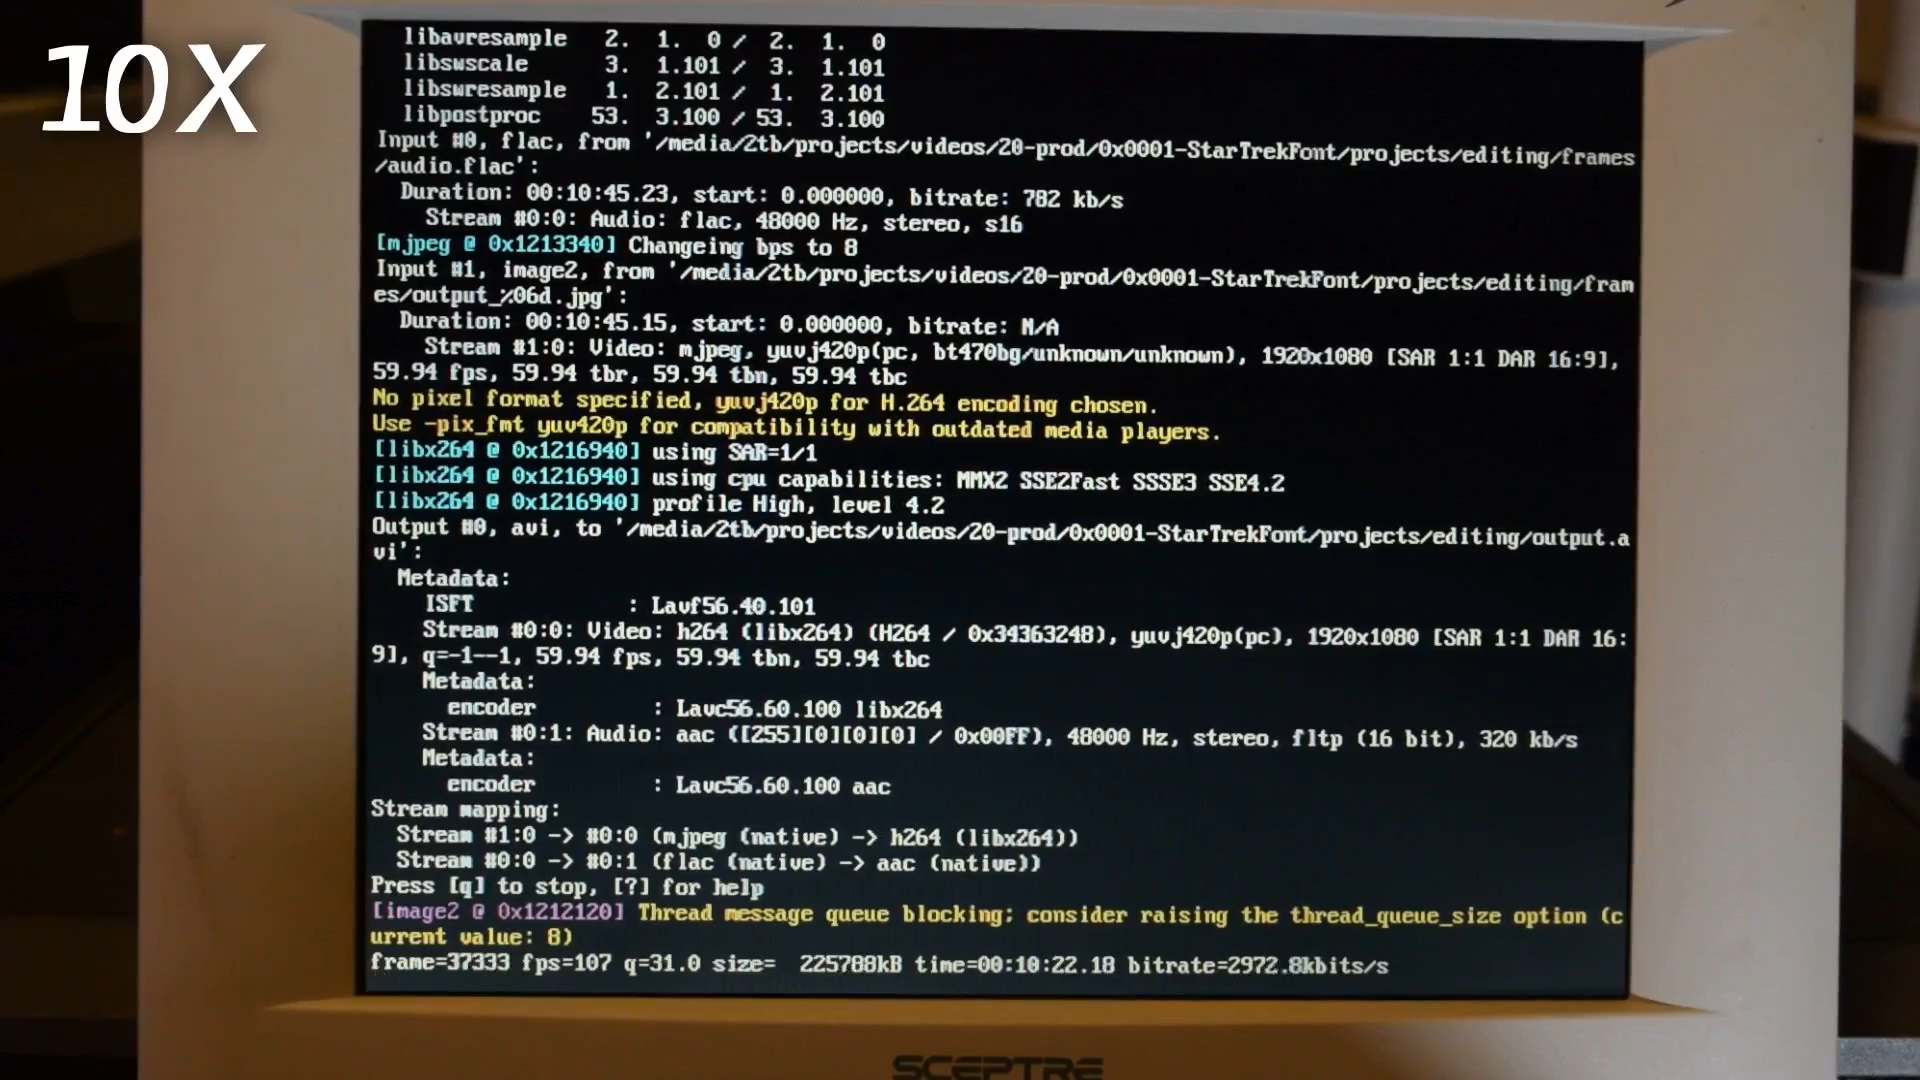 10X
libavresample 2. 1. 0 / 2. 1. 0
libswscale 3. 1.101 / 3. 1.101
libswresample 1. 2.101 / 1. 2.101
libpostproc 53. 3.100 / 53. 3.100
Input #0, flac, from '/media/2tb/projects/videos/20-prod/0x0001-StarTrekFont/projects/editing/frames
/audio.flac':
Duration: 00:10:45.23, start: 0.000000, bitrate: 782 kb/s
Stream #0:0: Audio: flac, 48000 Hz, stereo, s16
[mjpeg @ 0x1213340] Changeing bps to 8
Input #1, image2, from '/media/2tb/projects/videos/20-prod/0x0001-StarTrekFont/projects/editing/fram
es/output_%06d.jpg':
Duration: 00:10:45.15, start: 0.000000, bitrate: N/A
Stream #1:0: Video: mjpeg, yuvj420p(pc, bt470bg/unknown/unknown), 1920x1080 [SAR 1:1 DAR 16:9],
59.94 fps, 59.94 tbr, 59.94 tbn, 59.94 tbc
No pixel format specified, yuvj420p for H.264 encoding chosen.
Use -pix_fmt yuv420p for compatibility with outdated media players.
[libx264 @ 0x1216940] using SAR=1/1
[libx264 @ 0x1216940] using cpu capabilities: MMX2 SSE2Fast SSSE3 SSE4.2
[libx264 @ 0x1216940] profile High, level 4.2
Output #0, avi, to '/media/2tb/projects/videos/20-prod/0x0001-StarTrekFont/projects/editing/output.a
vi':
Metadata:
ISFT : Lavf56.40.101
Stream #0:0: Video: h264 (libx264) (H264 / 0x34363248), yuvj420p(pc), 1920x1080 [SAR 1:1 DAR 16:
9], q=-1--1, 59.94 fps, 59.94 tbn, 59.94 tbc
Metadata:
encoder : Lavc56.60.100 libx264
Stream #0:1: Audio: aac ([255][0][0][0] / 0x00FF), 48000 Hz, stereo, fltp (16 bit), 320 kb/s
Metadata:
encoder : Lavc56.60.100 aac
Stream mapping:
Stream #1:0 -> #0:0 (mjpeg (native) -> h264 (libx264))
Stream #0:0 -> #0:1 (flac (native) -> aac (native))
Press [q] to stop, [?] for help
[image2 @ 0x1212120] Thread message queue blocking; consider raising the thread_queue_size option (c
urrent value: 8)
frame=37333 fps=107 q=31.0 size= 225788kB time=00:10:22.18 bitrate=2972.8kbits/s
SCEPTRE